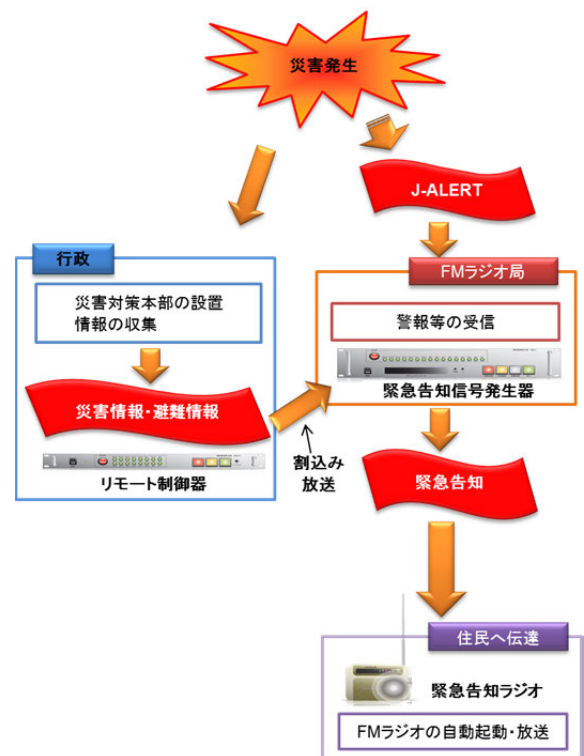 災害発生
J-ALERT
行政
災害対策本部の設置
情報の収集
災害情報・避難情報
リモート制御器
割込み
放送
FMラジオ局
警報等の受信
緊急告知信号発生器
緊急告知
住民へ伝達
緊急告知ラジオ
FMラジオの自動起動・放送